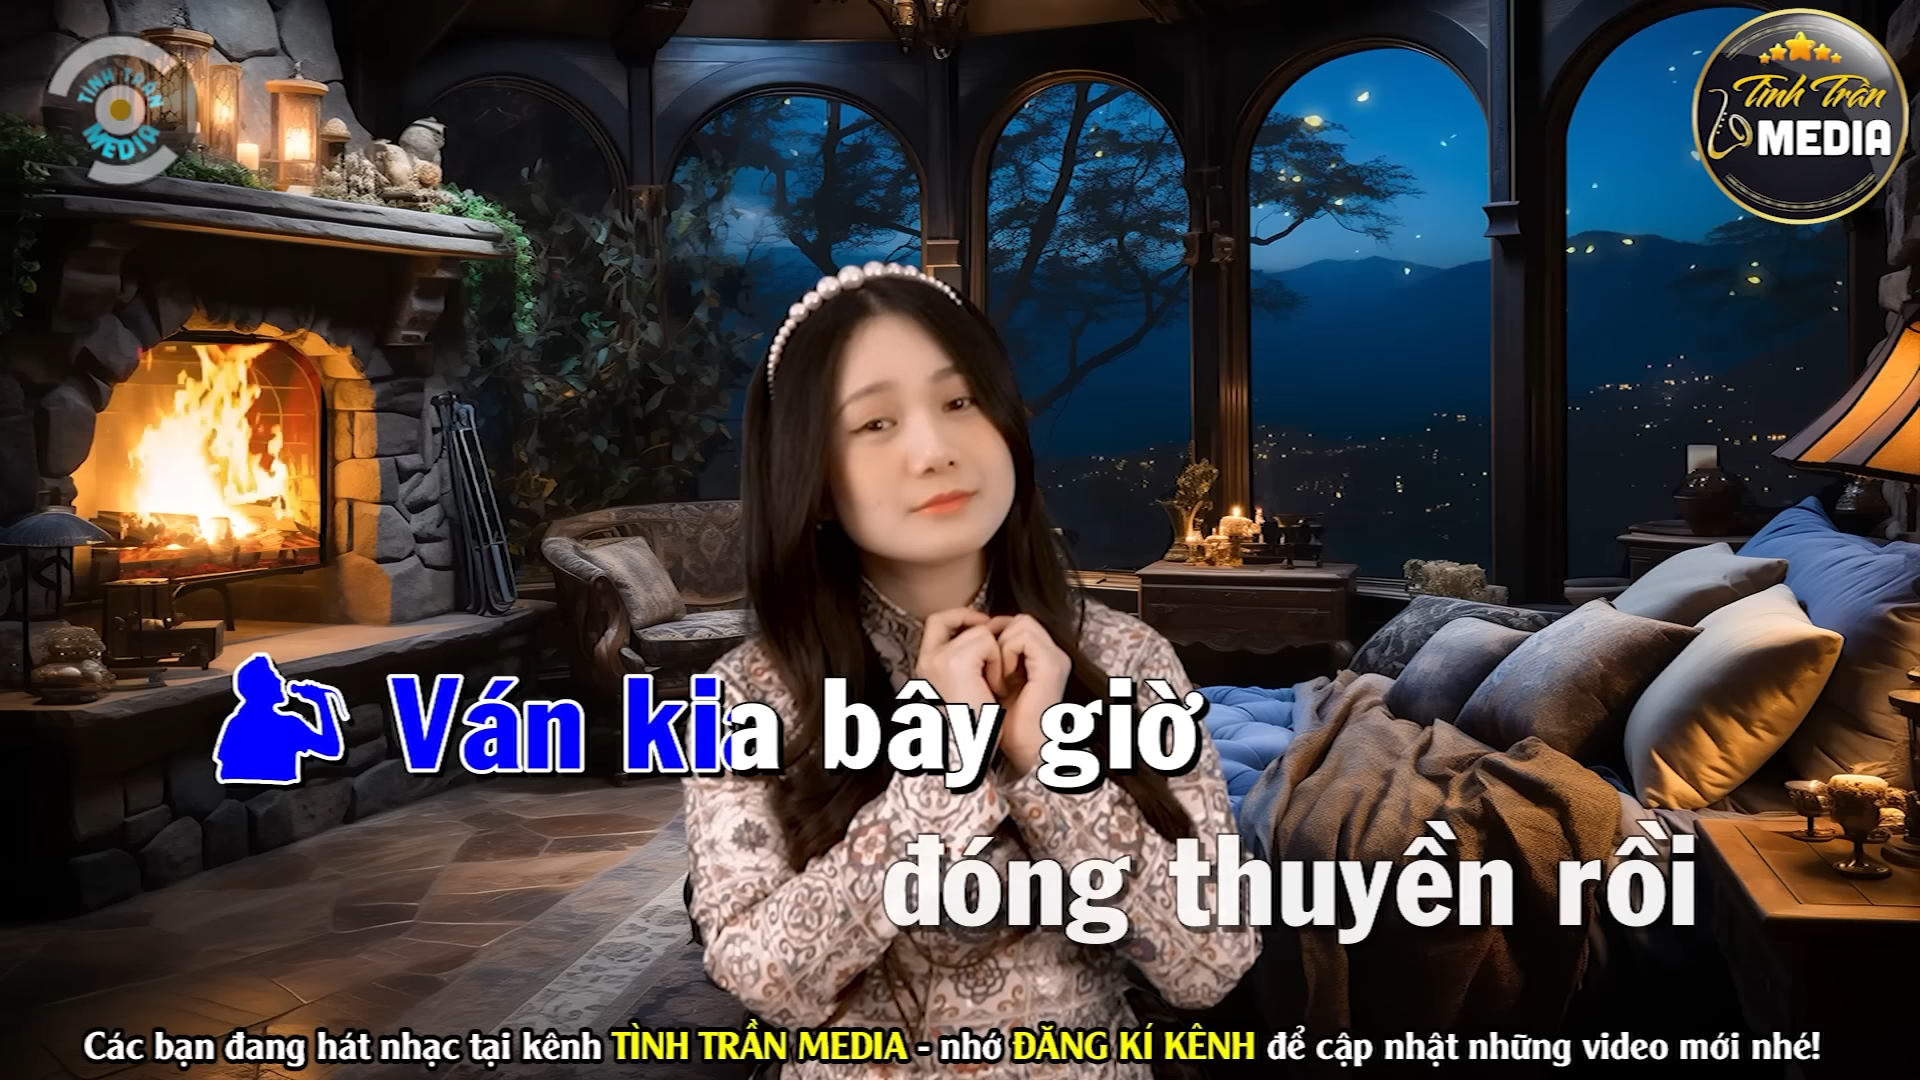 TÌNH TRẦN
MEDIA
Tình Trần
MEDIA
Ván kia bây giờ
đóng thuyền rồi
Các bạn đang hát nhạc tại kênh TÌNH TRẦN MEDIA - nhớ ĐĂNG KÍ KÊNH để cập nhật những video mới nhé!